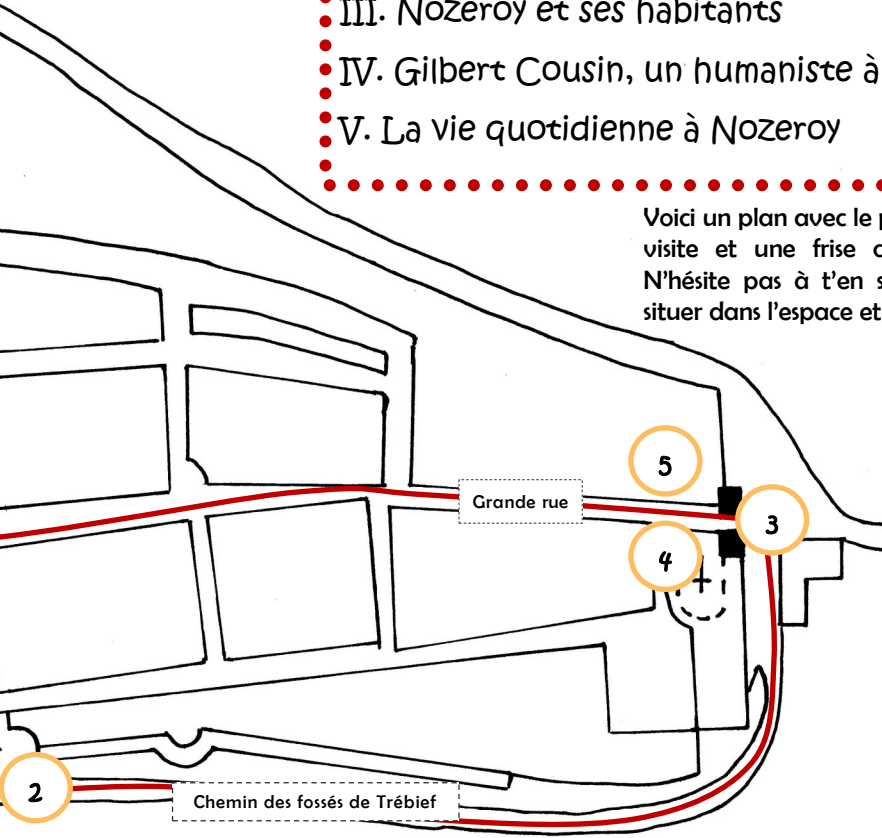 III. Nozeroy et ses habitants
IV. Gilbert Cousin, un humaniste à
V. La vie quotidienne à Nozeroy
Voici un plan avec le
visite et une frise
N'hésite pas à t'en
situer dans l'espace et
5
Grande rue
3
4
2
Chemin des fossés de Trébief